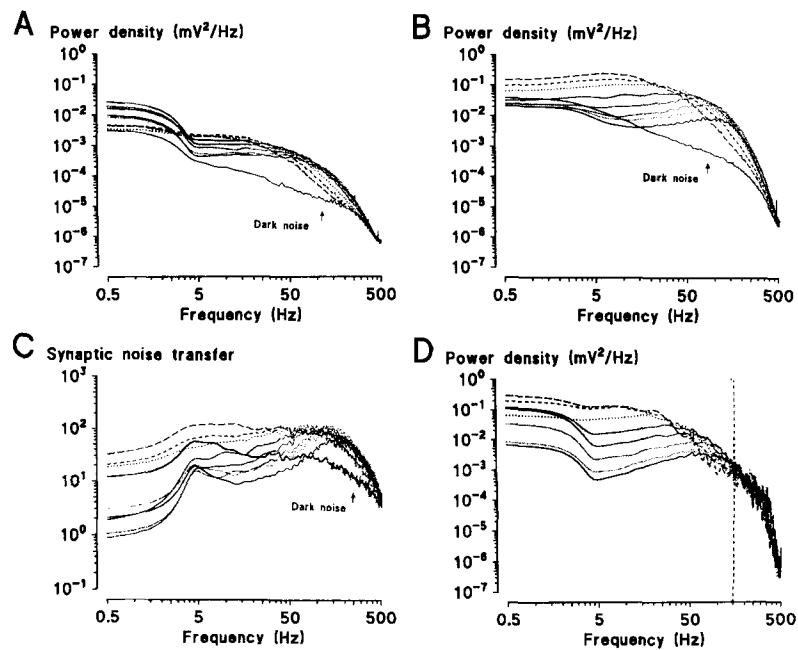 A Power density (mV²/Hz)
10⁰
10⁻¹
10⁻²
10⁻³
10⁻⁴
10⁻⁵
10⁻⁶
10⁻⁷
Dark noise
0.5 5 50 500
Frequency (Hz)
B Power density (mV²/Hz)
10⁰
10⁻¹
10⁻²
10⁻³
10⁻⁴
10⁻⁵
10⁻⁶
10⁻⁷
Dark noise
0.5 5 50 500
Frequency (Hz)
C Synaptic noise transfer
10³
10²
10¹
10⁰
10⁻¹
Dark noise
0.5 5 50 500
Frequency (Hz)
D Power density (mV²/Hz)
10⁰
10⁻¹
10⁻²
10⁻³
10⁻⁴
10⁻⁵
10⁻⁶
10⁻⁷
0.5 5 50 500
Frequency (Hz)